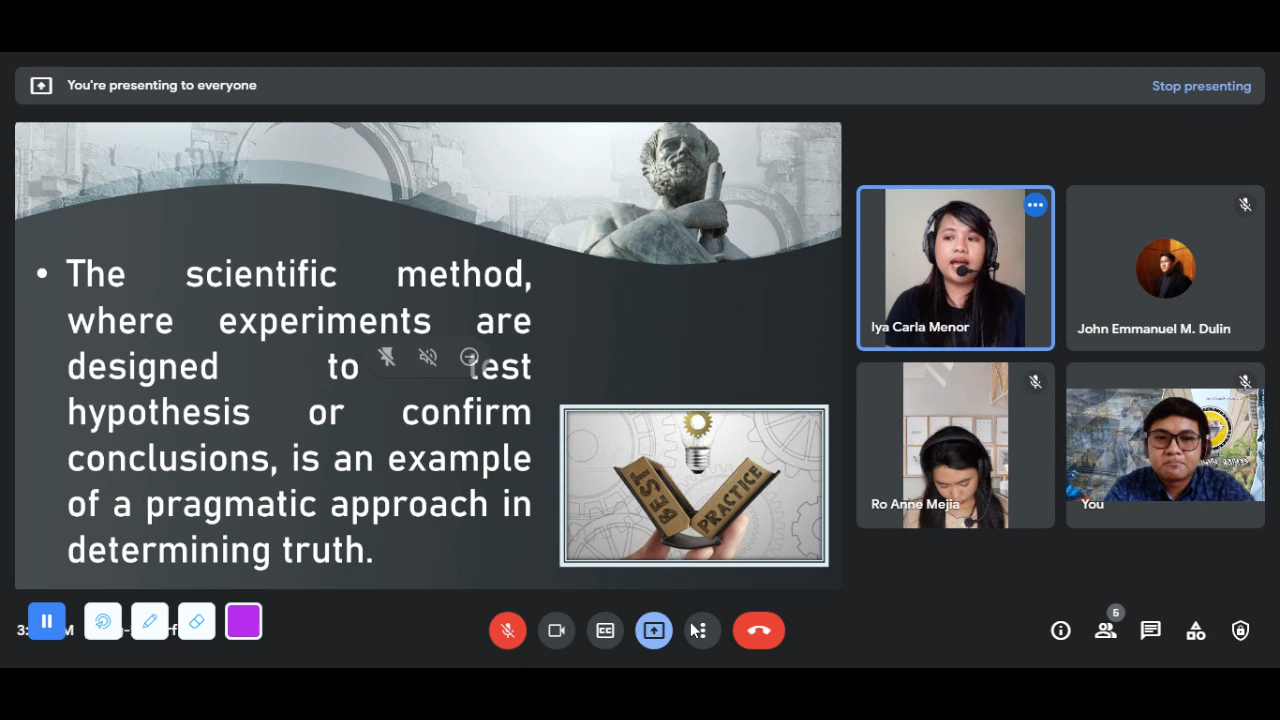 You're presenting to everyone
Stop presenting
• The scientific method,
where experiments are
designed to test
hypothesis or confirm
conclusions, is an example
of a pragmatic approach in
determining truth.
BEST
PRACTICE
Iya Carla Menor
John Emmanuel M. Dulin
Ro Anne Mejia
You
CC
5